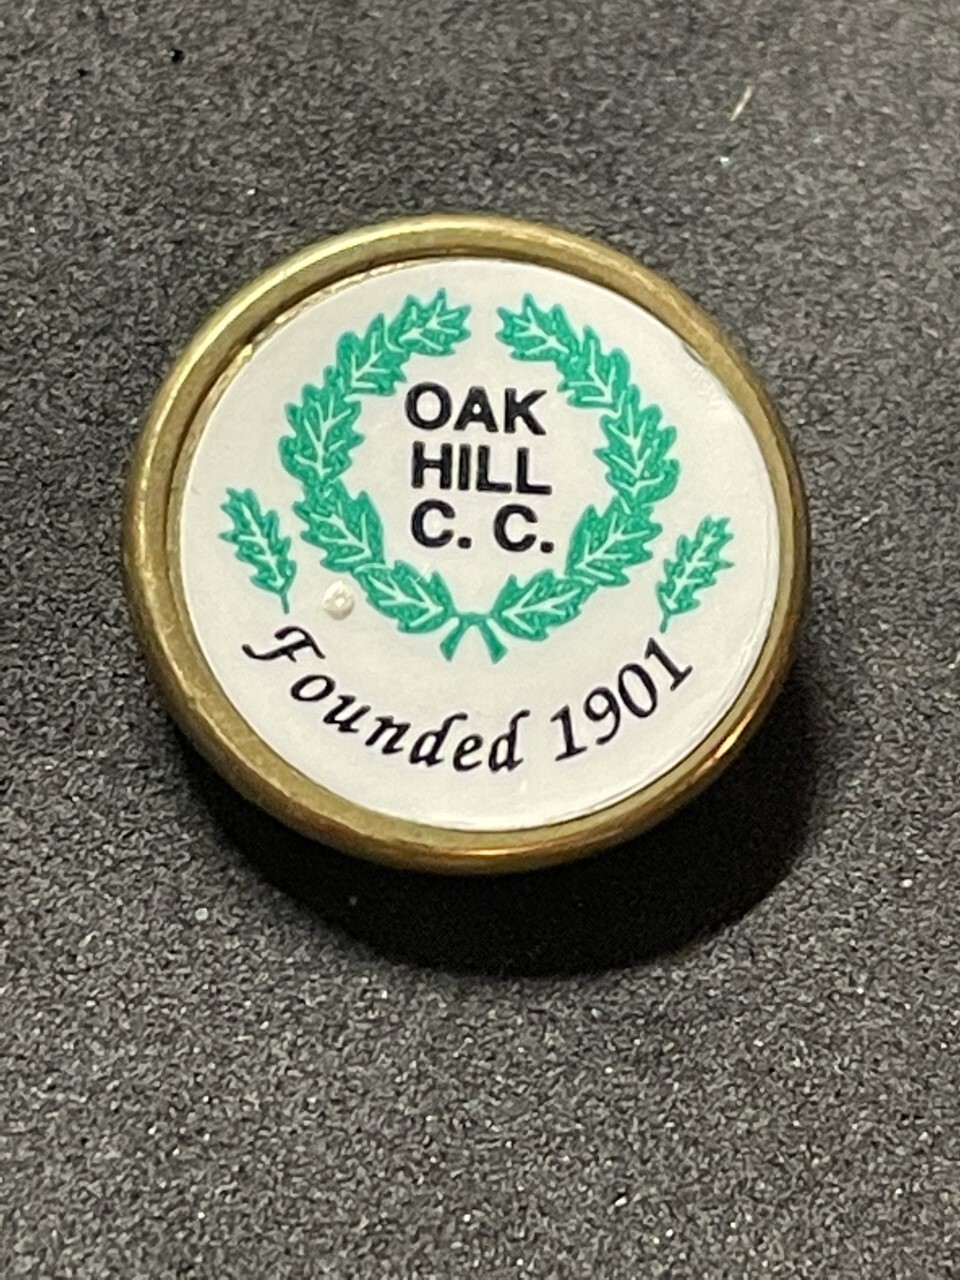 OAK
HILL
C. C.
Founded 1901